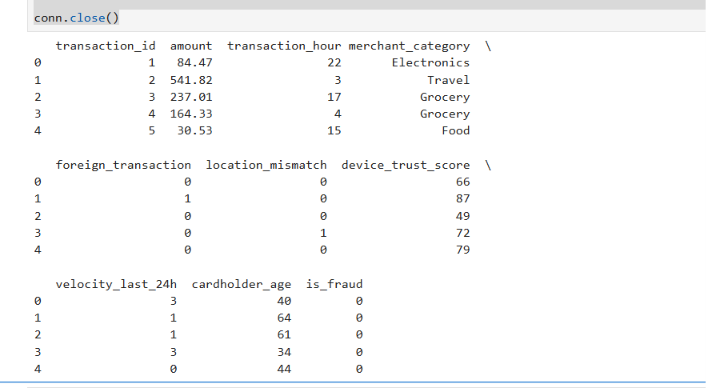 conn.close()
transaction_id amount transaction_hour merchant_category \
0 1 84.47 22 Electronics
1 2 541.82 3 Travel
2 3 237.01 17 Grocery
3 4 164.33 4 Grocery
4 5 30.53 15 Food
foreign_transaction location_mismatch device_trust_score \
0 0 0 66
1 1 0 87
2 0 0 49
3 0 1 72
4 0 0 79
velocity_last_24h cardholder_age is_fraud
0 3 40 0
1 1 64 0
2 1 61 0
3 3 34 0
4 0 44 0